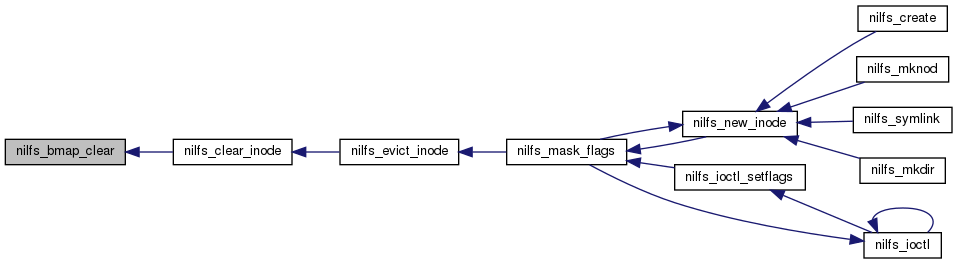 nilfs_create
nilfs_mknod
nilfs_new_inode
nilfs_symlink
nilfs_bmap_clear
nilfs_clear_inode
nilfs_evict_inode
nilfs_mask_flags
nilfs_mkdir
nilfs_ioctl_setflags
nilfs_ioctl